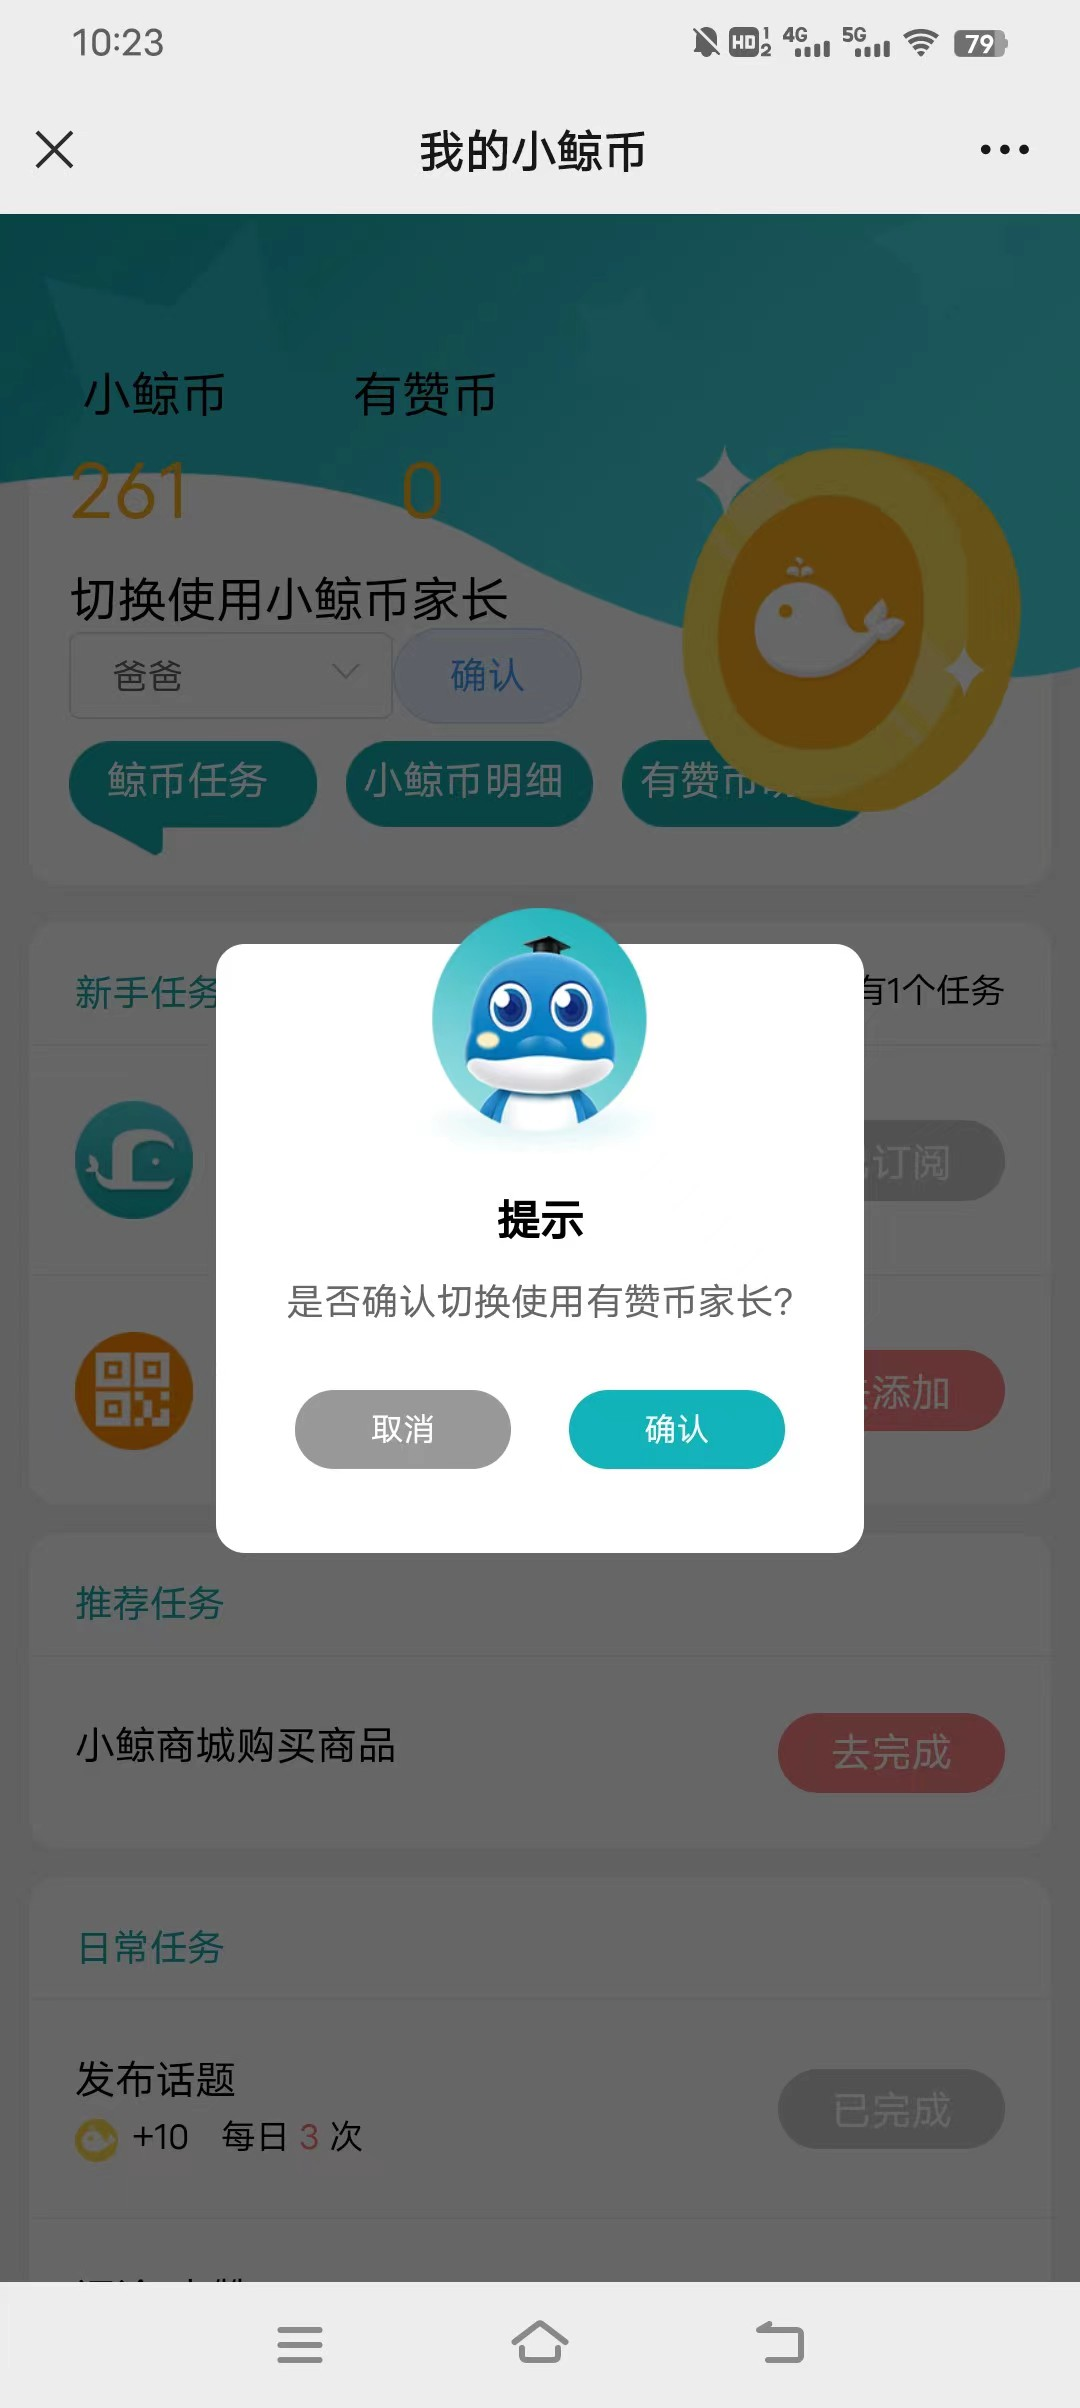 10:23
HD 1 2 4G 5G 79
我的小鲸币
小鲸币 有赞币
261 0
切换使用小鲸币家长
爸爸 确认
鲸币任务 小鲸币明细 有赞币
新手任务 有1个任务
订阅
提示
是否确认切换使用有赞币家长?
添加
取消 确认
推荐任务
小鲸商城购买商品 去完成
日常任务
发布话题
+10 每日 3 次 已完成